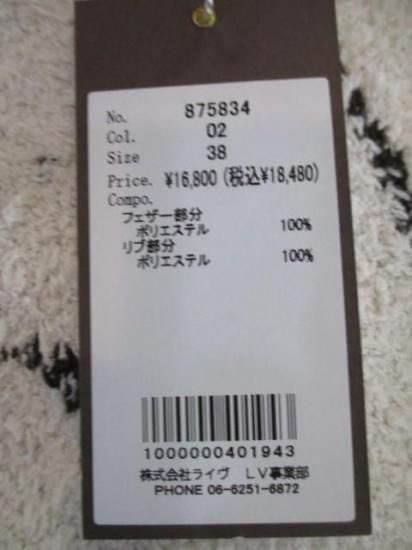 No. 875834
Col. 02
Size 38
Price. ¥16,800(税込¥18,480)
Compo.
フェザー部分
ポリエステル 100%
リブ部分
ポリエステル 100%
1000000401943
株式会社ライヴ LV事業部
PHONE 06-6251-6872